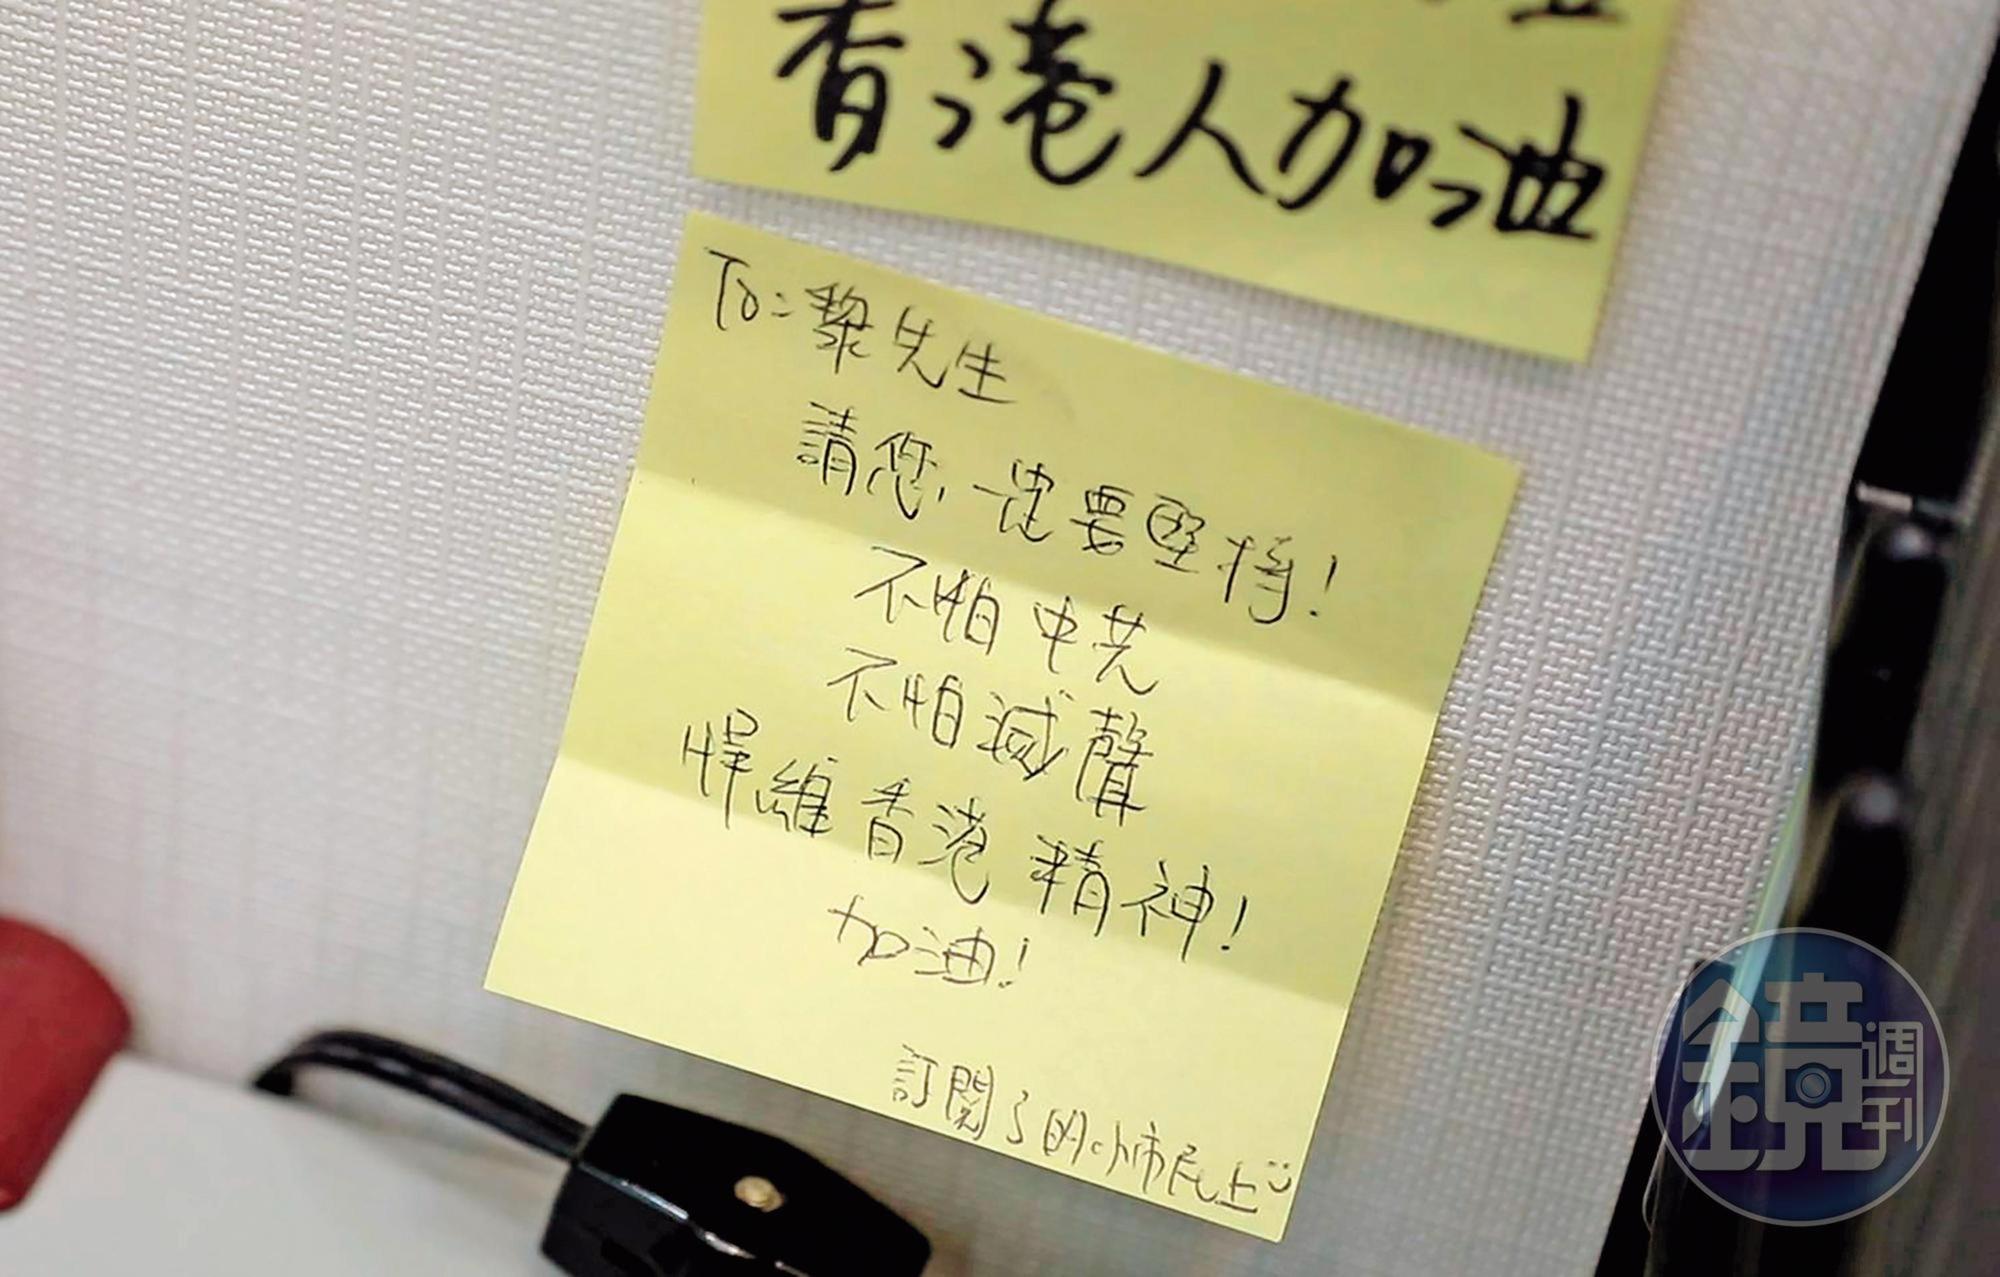 香港人加油
To:黎先生
請您一定要堅持!
不怕中共
不怕滅聲
悍維香港精神!
加油!
訂閱了的小市民上
鏡週刊